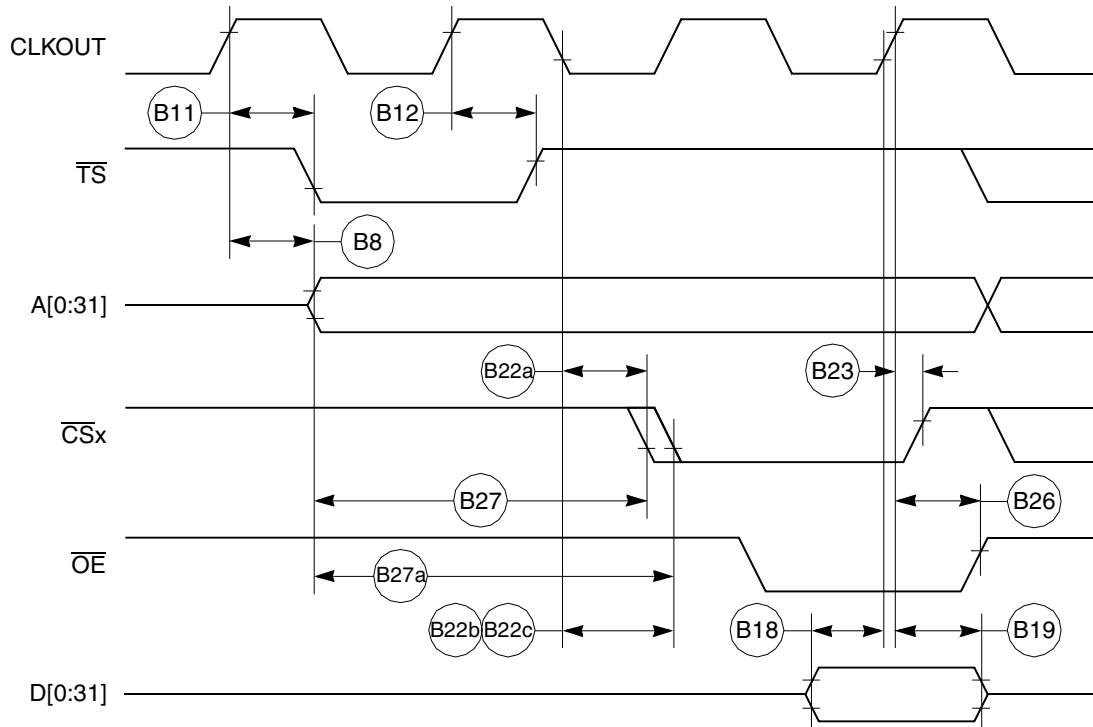 CLKOUT
B11
B12
TS
B8
A[0:31]
B22a
B23
CSx
B27
B26
OE
B27a
B22b B22c
B18
B19
D[0:31]